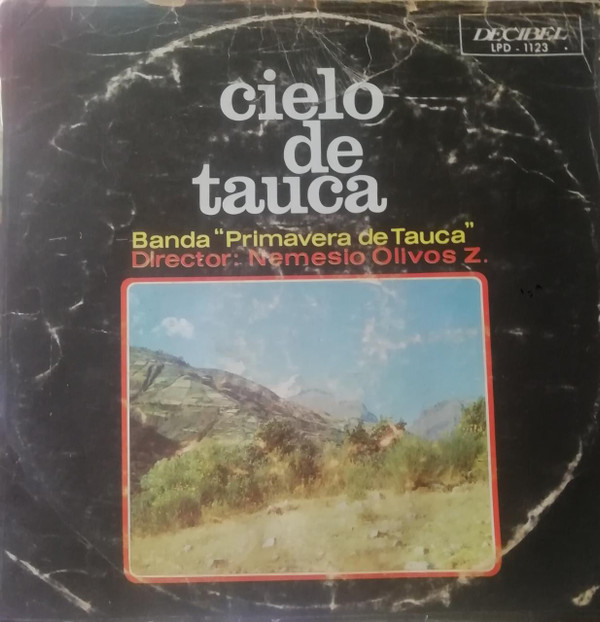 DECIBEL
LPD - 1123
cielo
de
tauca
Banda "Primavera de Tauca"
Director: Nemesio Olivos Z.